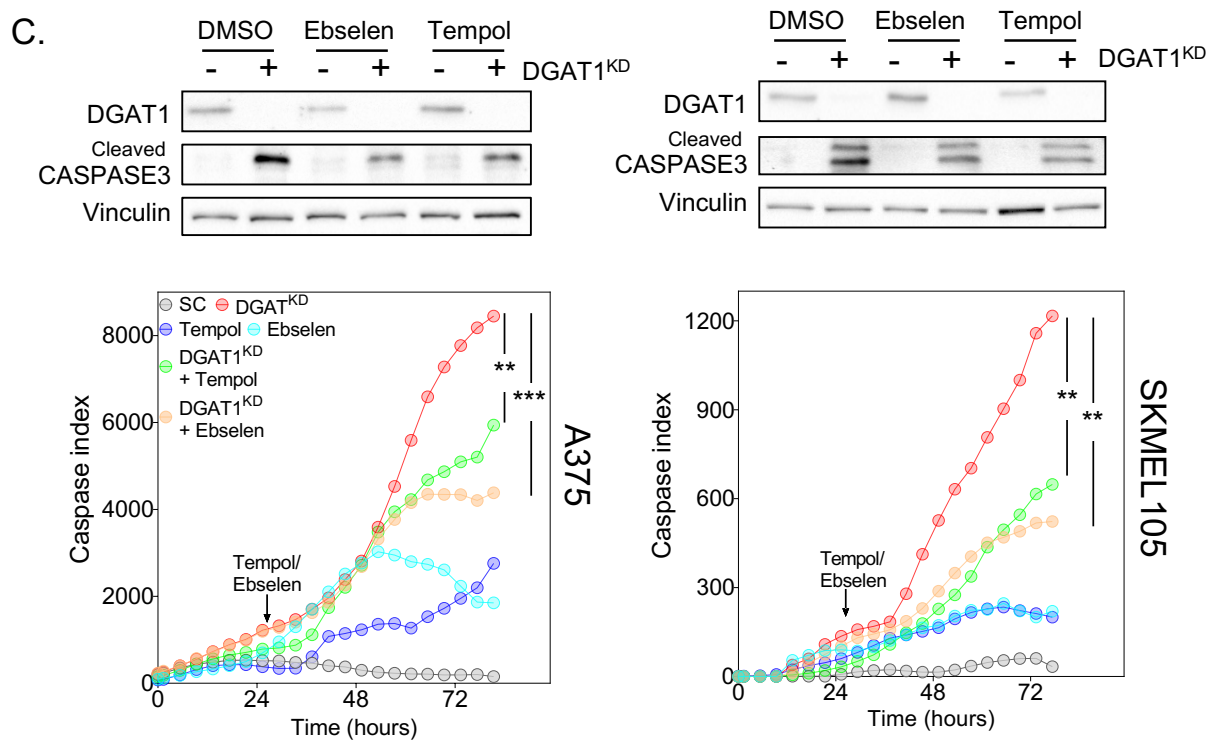 C.
DMSO Ebselen Tempol
- + - + - + DGAT1KD
DGAT1
Cleaved
CASPASE3
Vinculin
DMSO Ebselen Tempol
- + - + - + DGAT1KD
DGAT1
Cleaved
CASPASE3
Vinculin
SC DGATKD
Tempol Ebselen
DGAT1KD
+ Tempol
DGAT1KD
+ Ebselen
Tempol/
Ebselen
**
***
8000
6000
4000
2000
0
Caspase index
0 24 48 72
Time (hours)
A375
1200
900
600
300
0
Caspase index
Tempol/
Ebselen
**
**
0 24 48 72
Time (hours)
SKMEL105